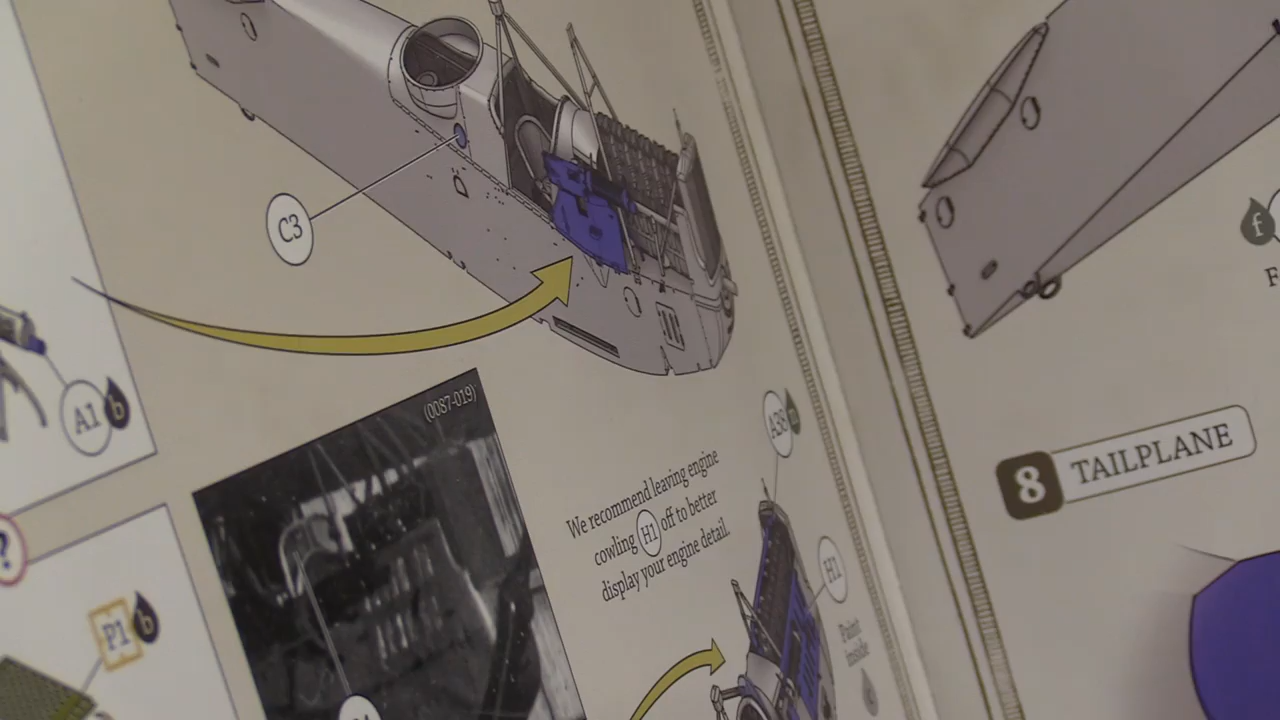 C3
A1 b
(0087-019)
?
P1 b
We recommend leaving engine
cowling H1 off to better
display your engine detail.
A38
H1
Paint
inside
f
F
8 TAILPLANE